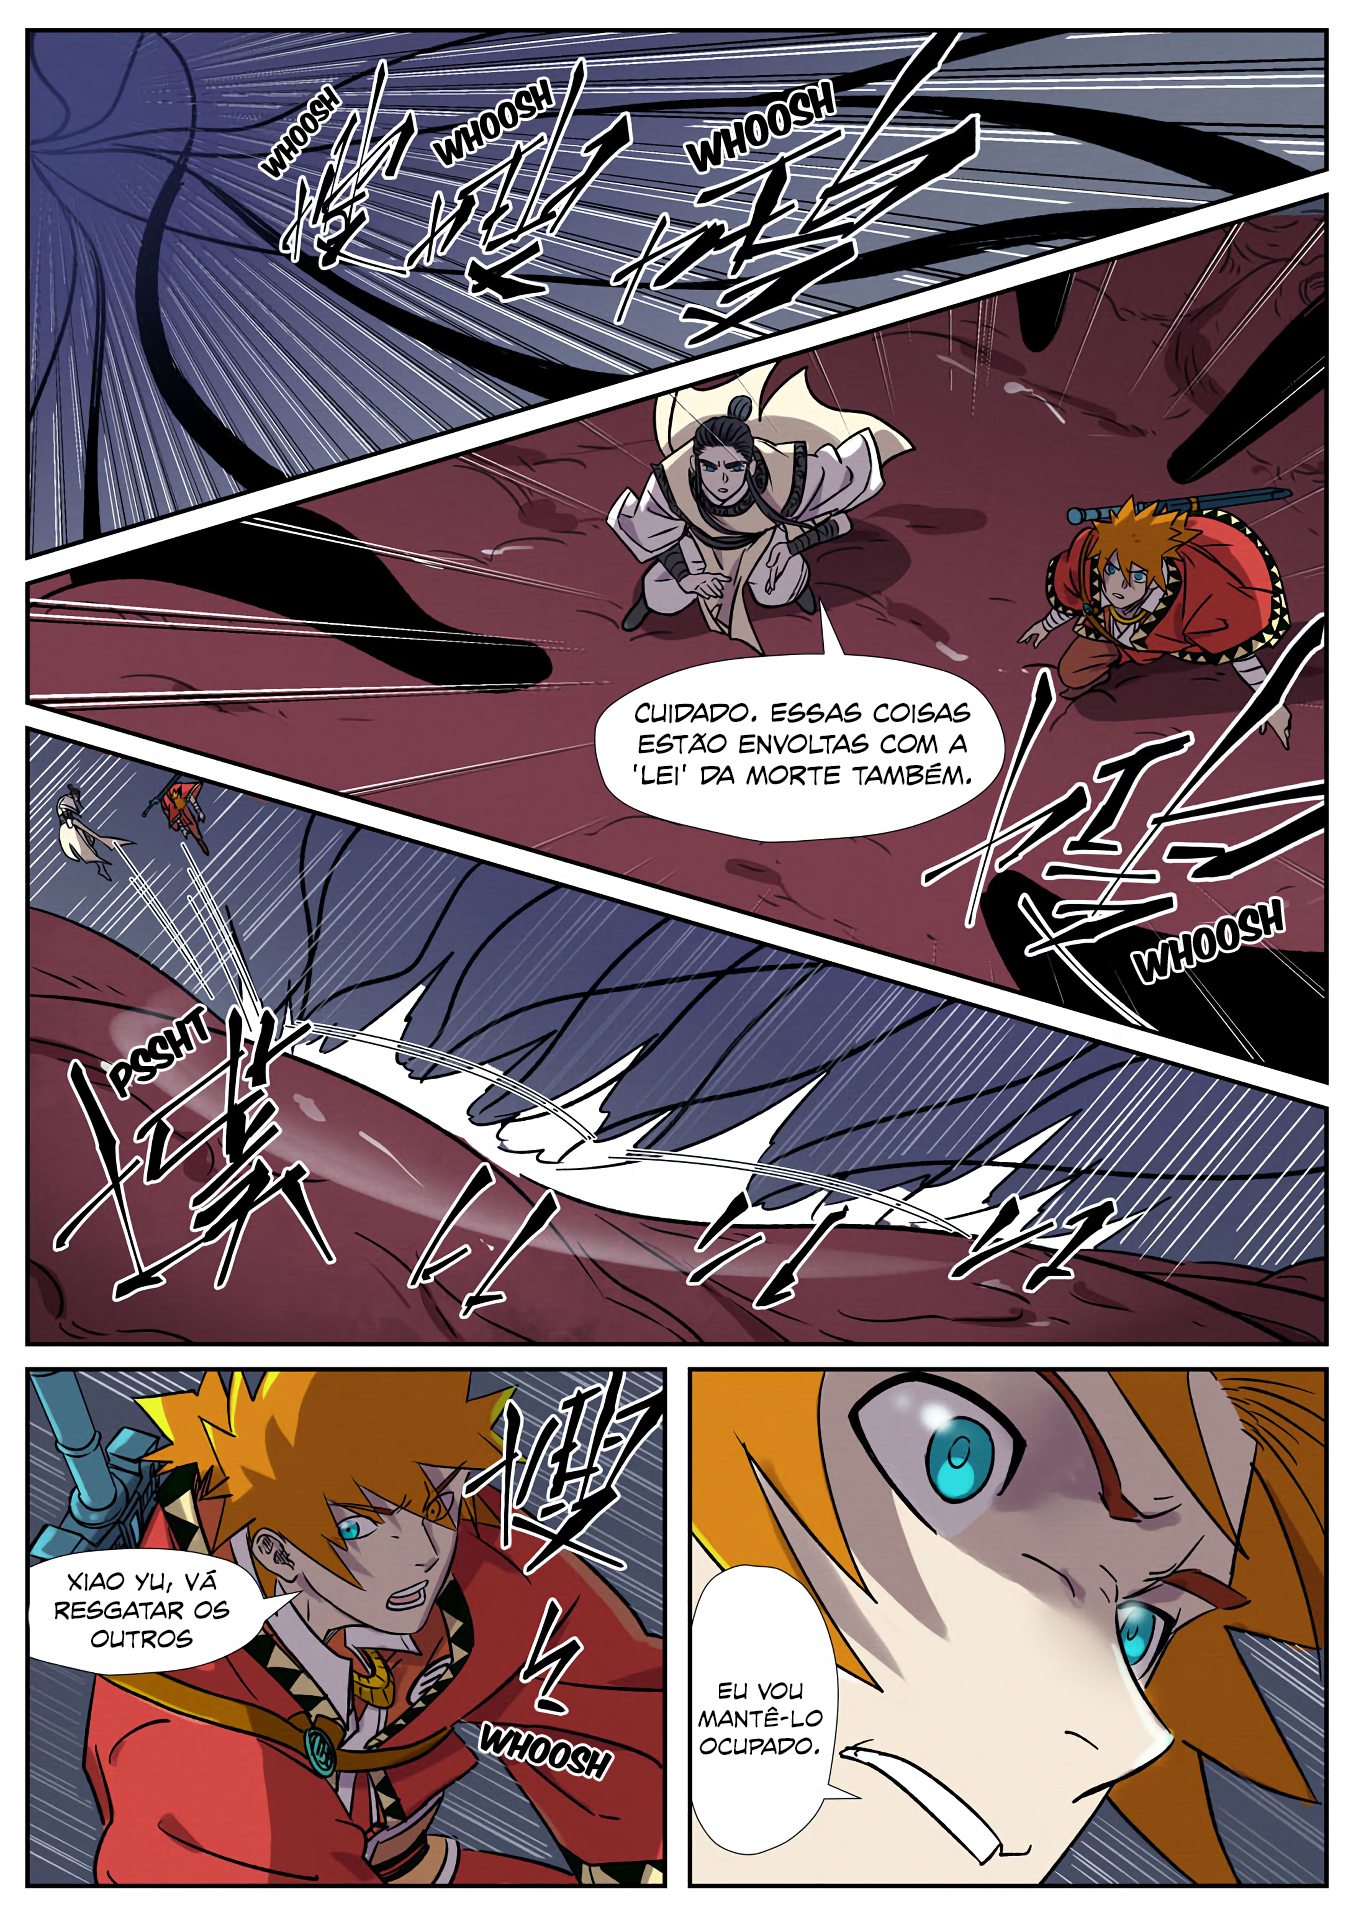 WHOOSH
WHOOSH
WHOOSH
CUIDADO. ESSAS COISAS
ESTÃO ENVOLTAS COM A
'LEI' DA MORTE TAMBÉM.
WHOOSH
PSSHT
XIAO YU, VÁ
RESGATAR OS
OUTROS
WHOOSH
EU VOU
MANTÊ-LO
OCUPADO.